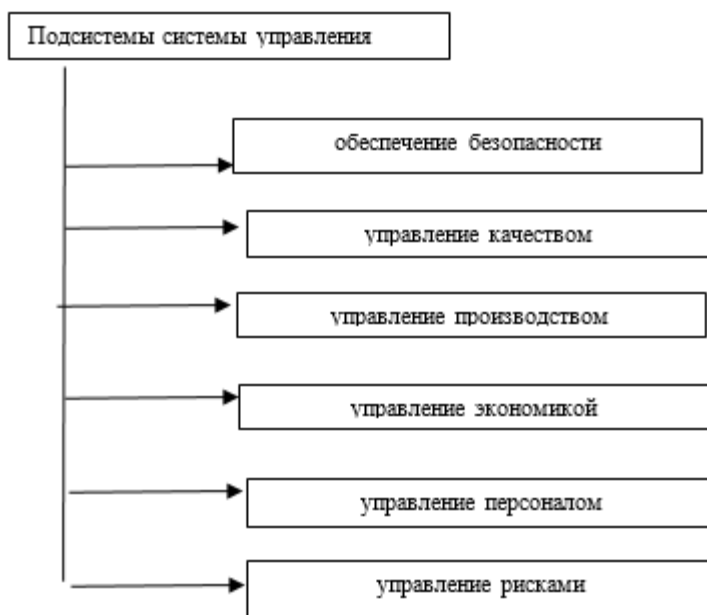 Подсистемы системы управления
обеспечение безопасности
управление качеством
управление производством
управление экономикой
управление персоналом
управление рисками